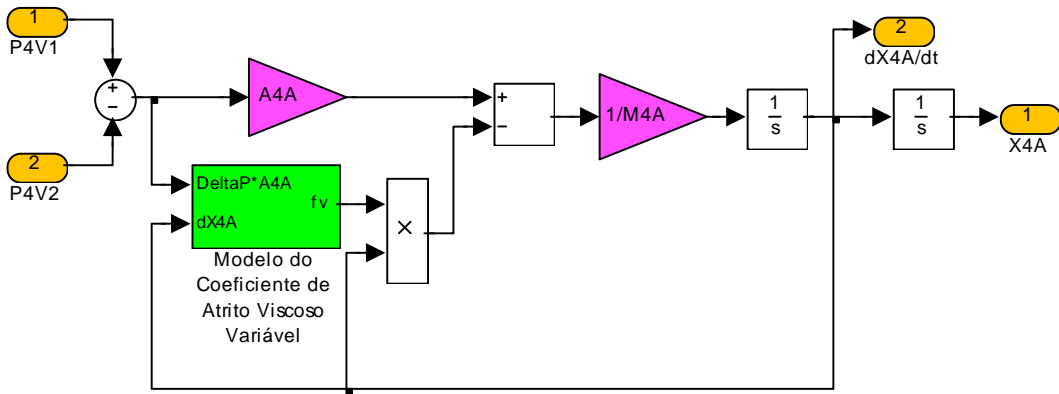 1
P4V1
2
P4V2
+
−
A4A
DeltaP*A4A
dX4A
fv
Modelo do
Coeficiente de
Atrito Viscoso
Variável
×
+
−
1/M4A
1
s
1
s
2
dX4A/dt
1
X4A